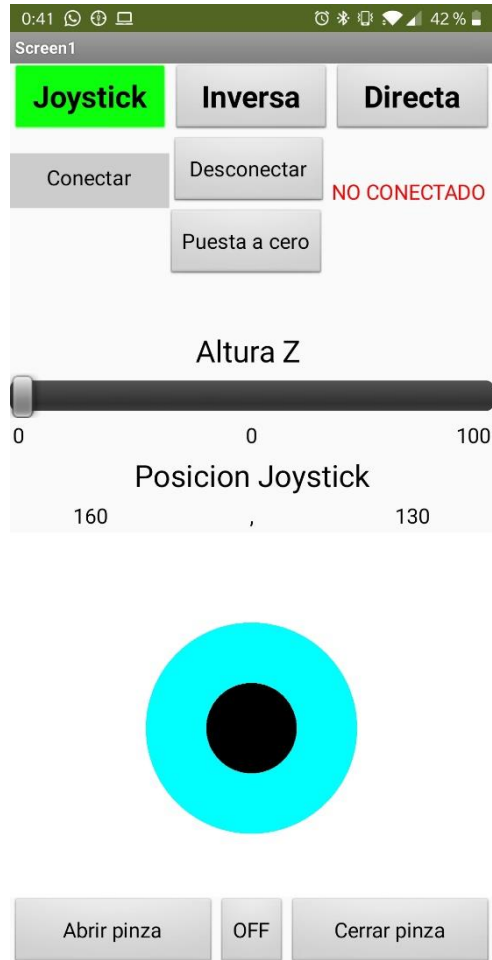 0:41 42 %
Screen1
Joystick Inversa Directa
Conectar Desconectar NO CONECTADO
Puesta a cero
Altura Z
0 0 100
Posicion Joystick
160 , 130
Abrir pinza OFF Cerrar pinza